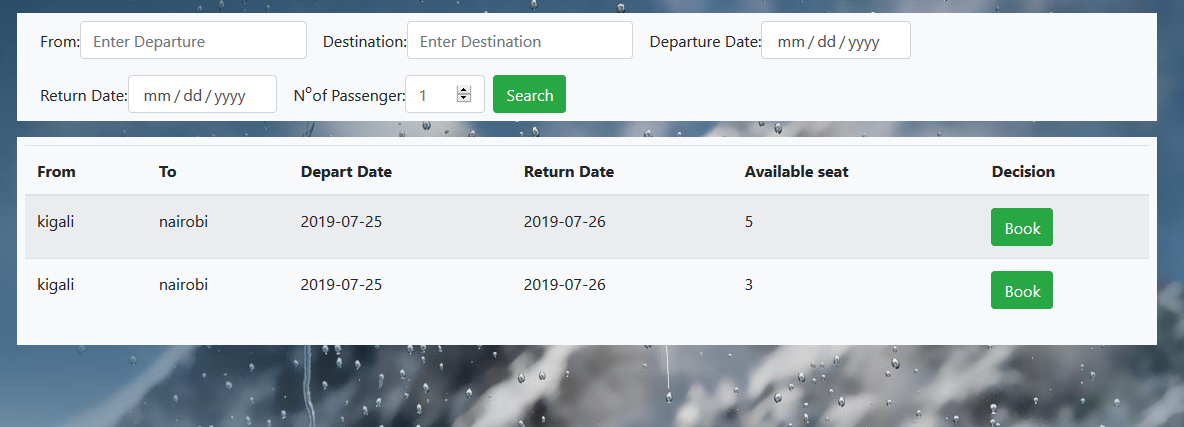 From: Enter Departure Destination: Enter Destination Departure Date: mm / dd / yyyy
Return Date: mm / dd / yyyy Nºof Passenger: 1 Search
From To Depart Date Return Date Available seat Decision
kigali nairobi 2019-07-25 2019-07-26 5 Book
kigali nairobi 2019-07-25 2019-07-26 3 Book